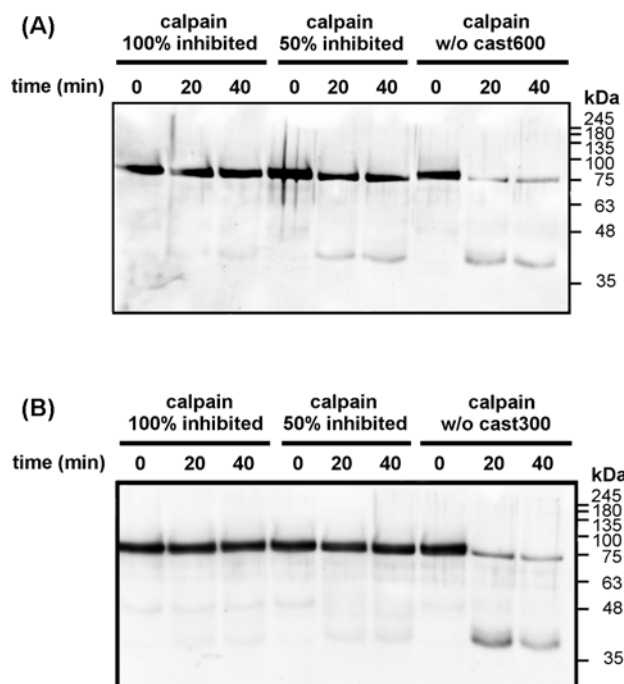 (A)
calpain 100% inhibited
calpain 50% inhibited
calpain w/o cast600
time (min) 0 20 40 0 20 40 0 20 40
kDa
245
180
135
100
75
63
48
35
(B)
calpain 100% inhibited
calpain 50% inhibited
calpain w/o cast300
time (min) 0 20 40 0 20 40 0 20 40
kDa
245
180
135
100
75
63
48
35